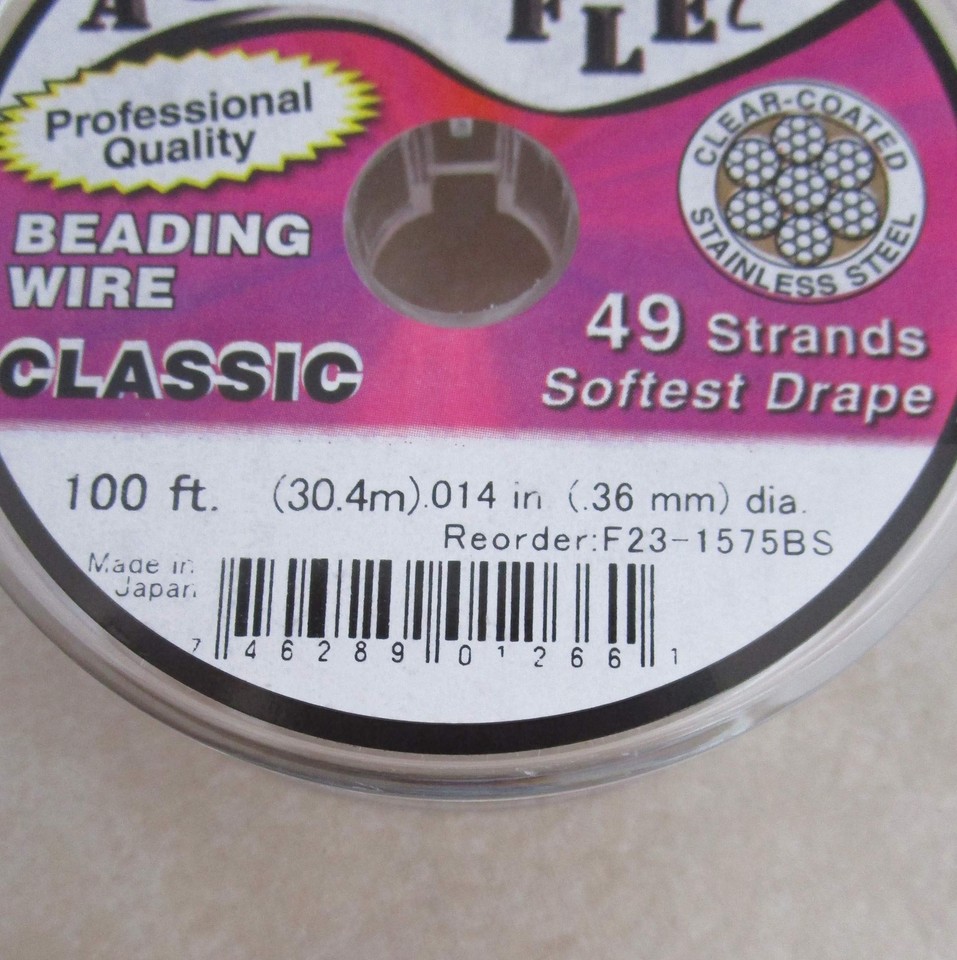 FLE
Professional
Quality
CLEAR-COATED
STAINLESS STEEL
BEADING
WIRE
CLASSIC
49 Strands
Softest Drape
100 ft. (30.4m).014 in (.36 mm) dia.
Reorder:F23-1575BS
Made in
Japan
7 46289 01266 1